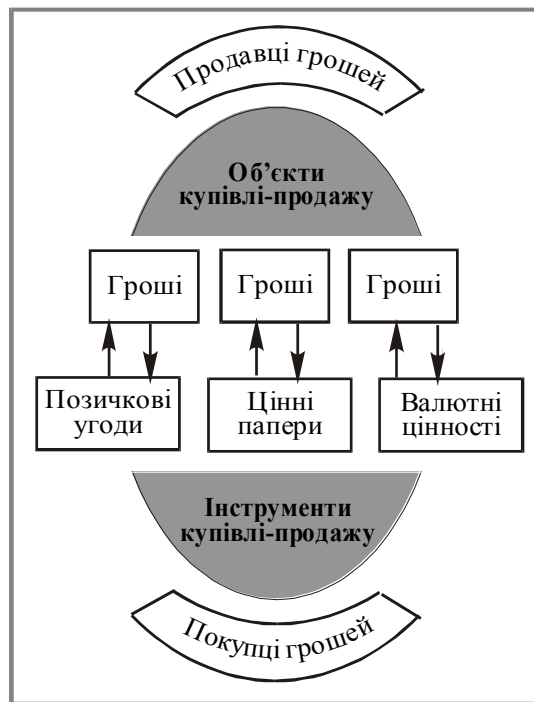 Продавці грошей
Об’єкти
купівлі-продажу
Гроші
Гроші
Гроші
Позичкові
угоди
Цінні
папери
Валютні
цінності
Інструменти
купівлі-продажу
Покупці грошей